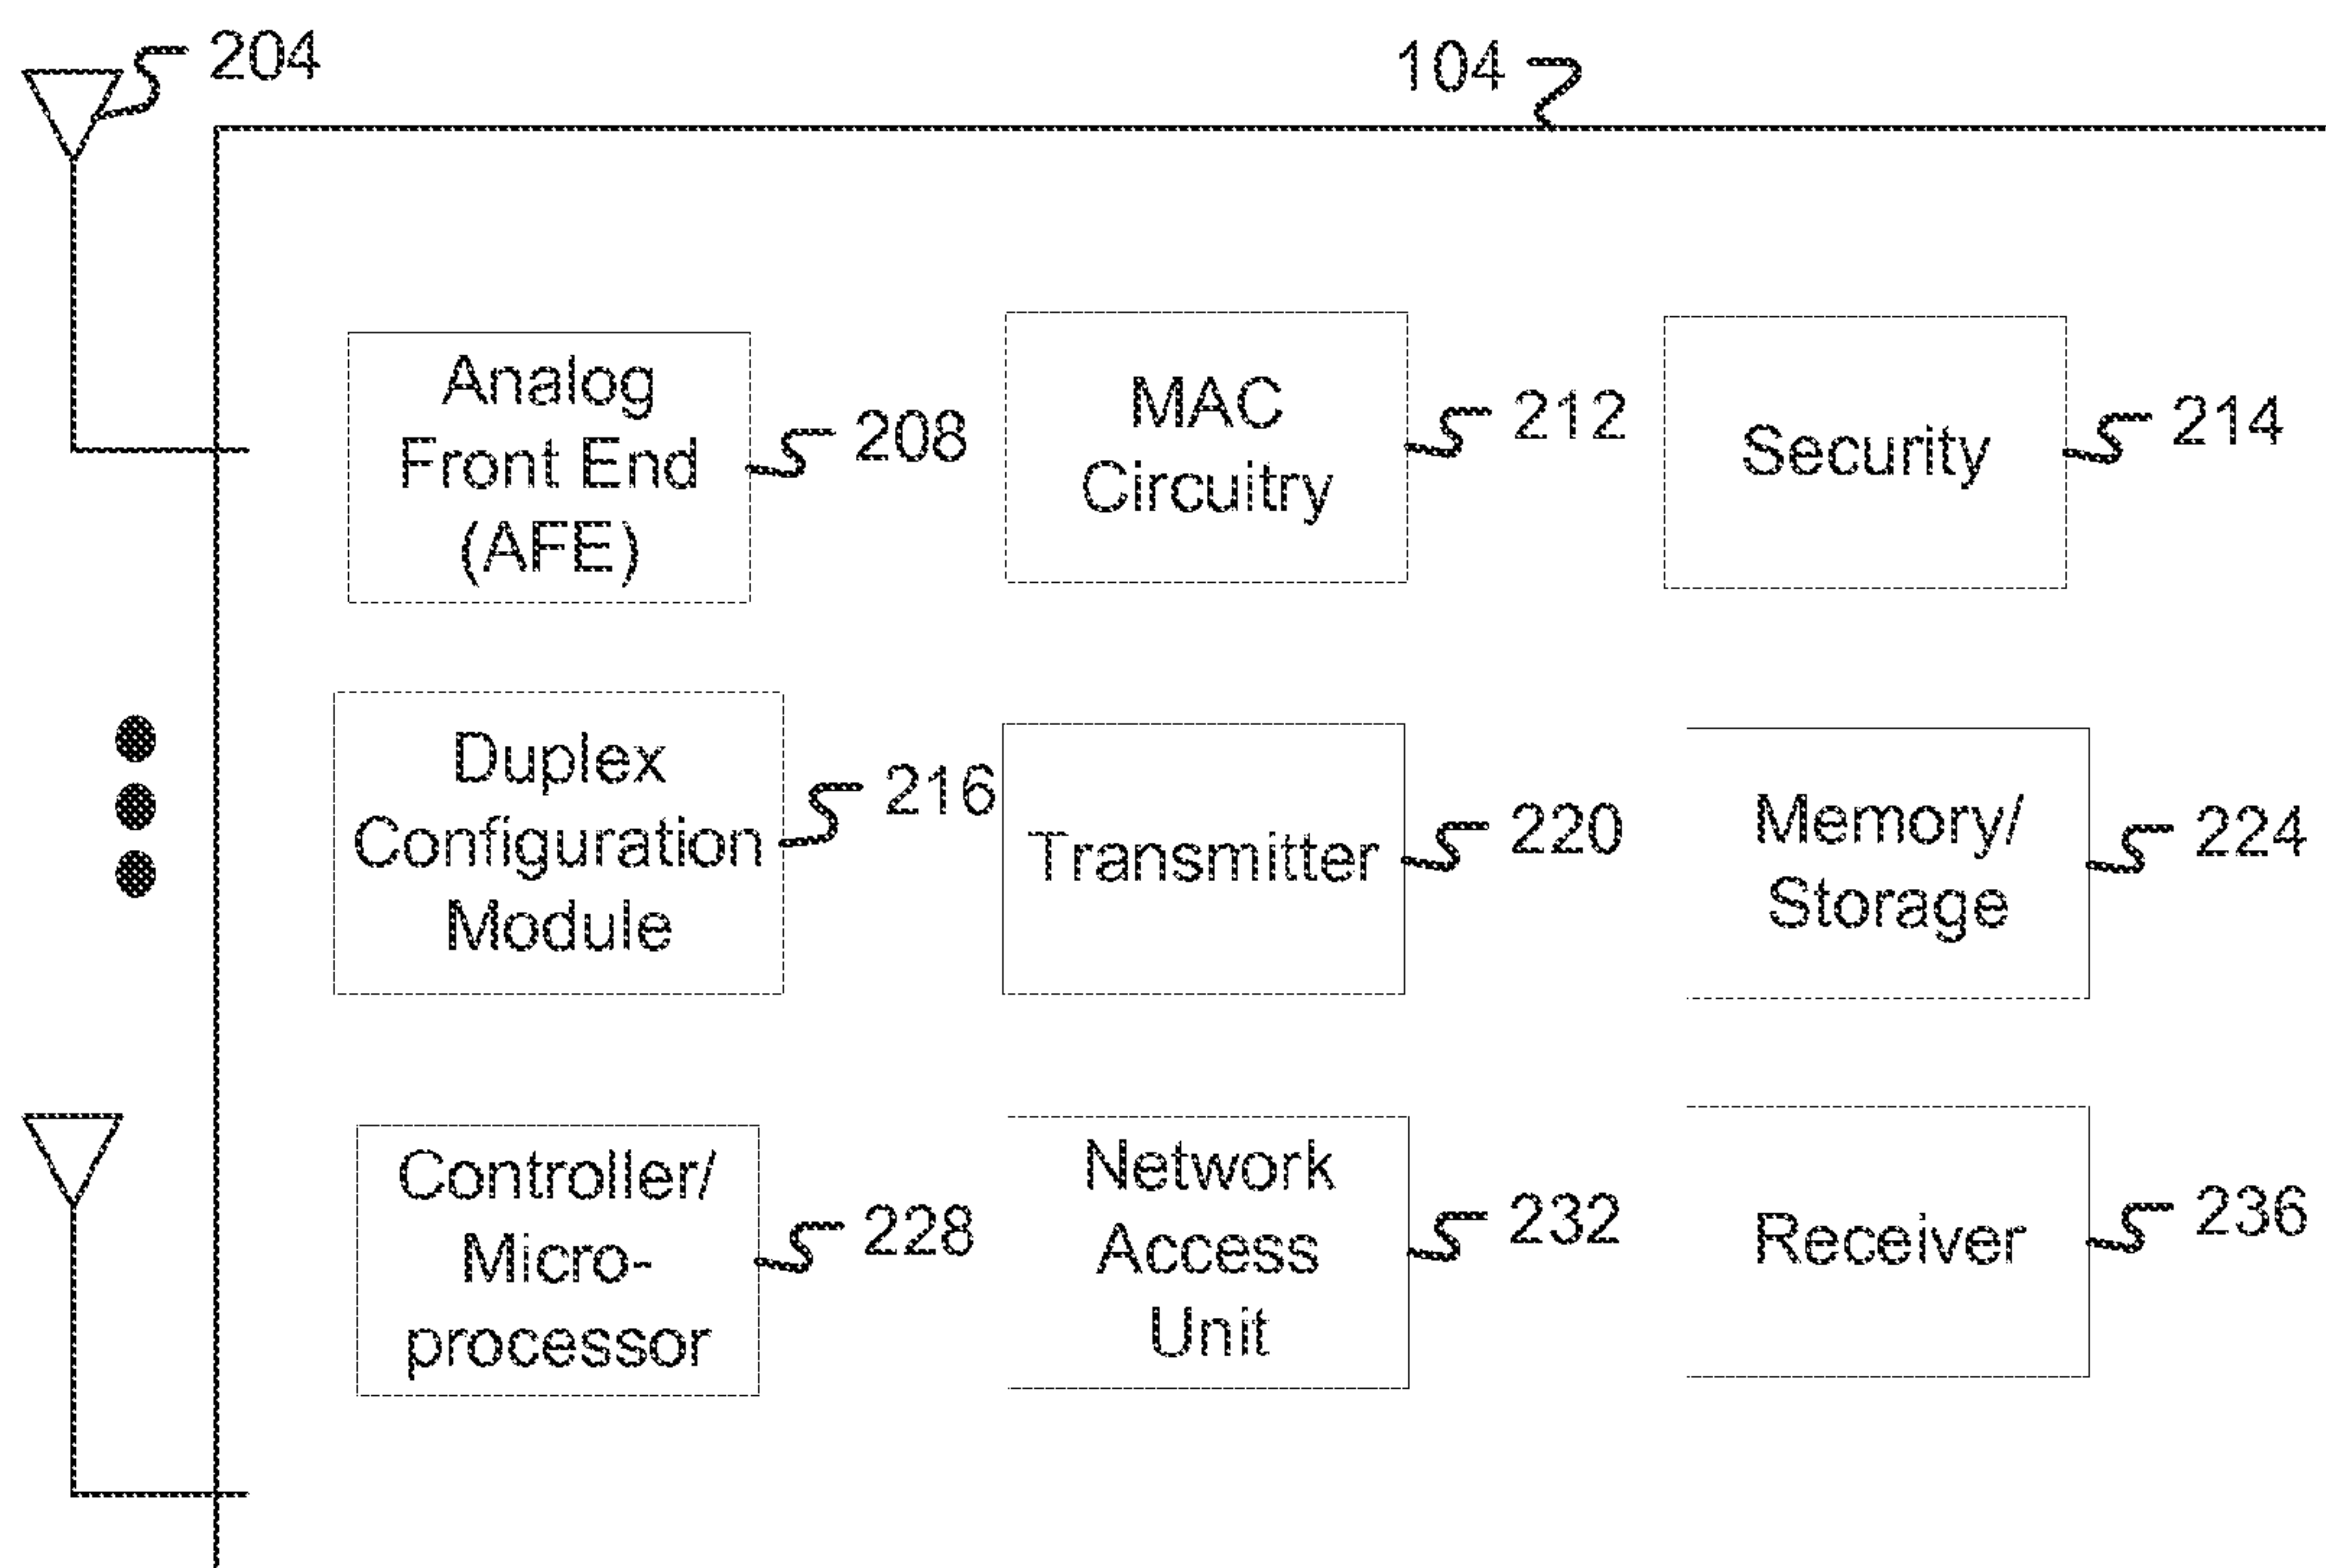 204
104
Analog
Front End
(AFE)
208
MAC
Circuitry
212
Security
214
Duplex
Configuration
Module
216
Transmitter
220
Memory/
Storage
224
Controller/
Micro-
processor
228
Network
Access
Unit
232
Receiver
236